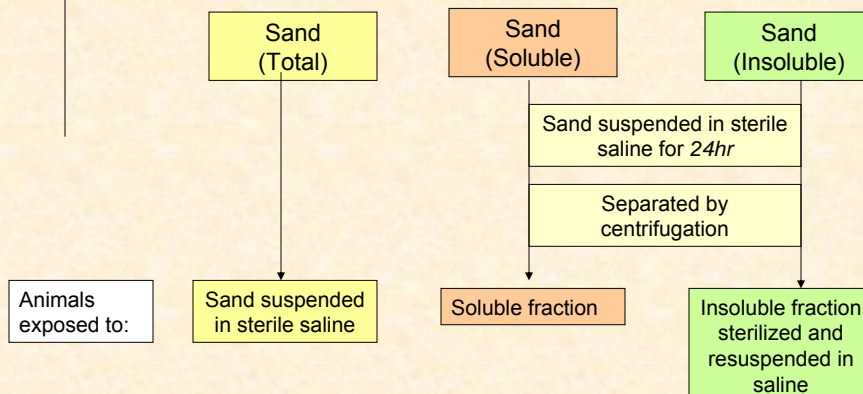 Sand
(Total)
Sand
(Soluble)
Sand
(Insoluble)
Sand suspended in sterile
saline for 24hr
Separated by
centrifugation
Animals
exposed to:
Sand suspended
in sterile saline
Soluble fraction
Insoluble fraction
sterilized and
resuspended in
saline